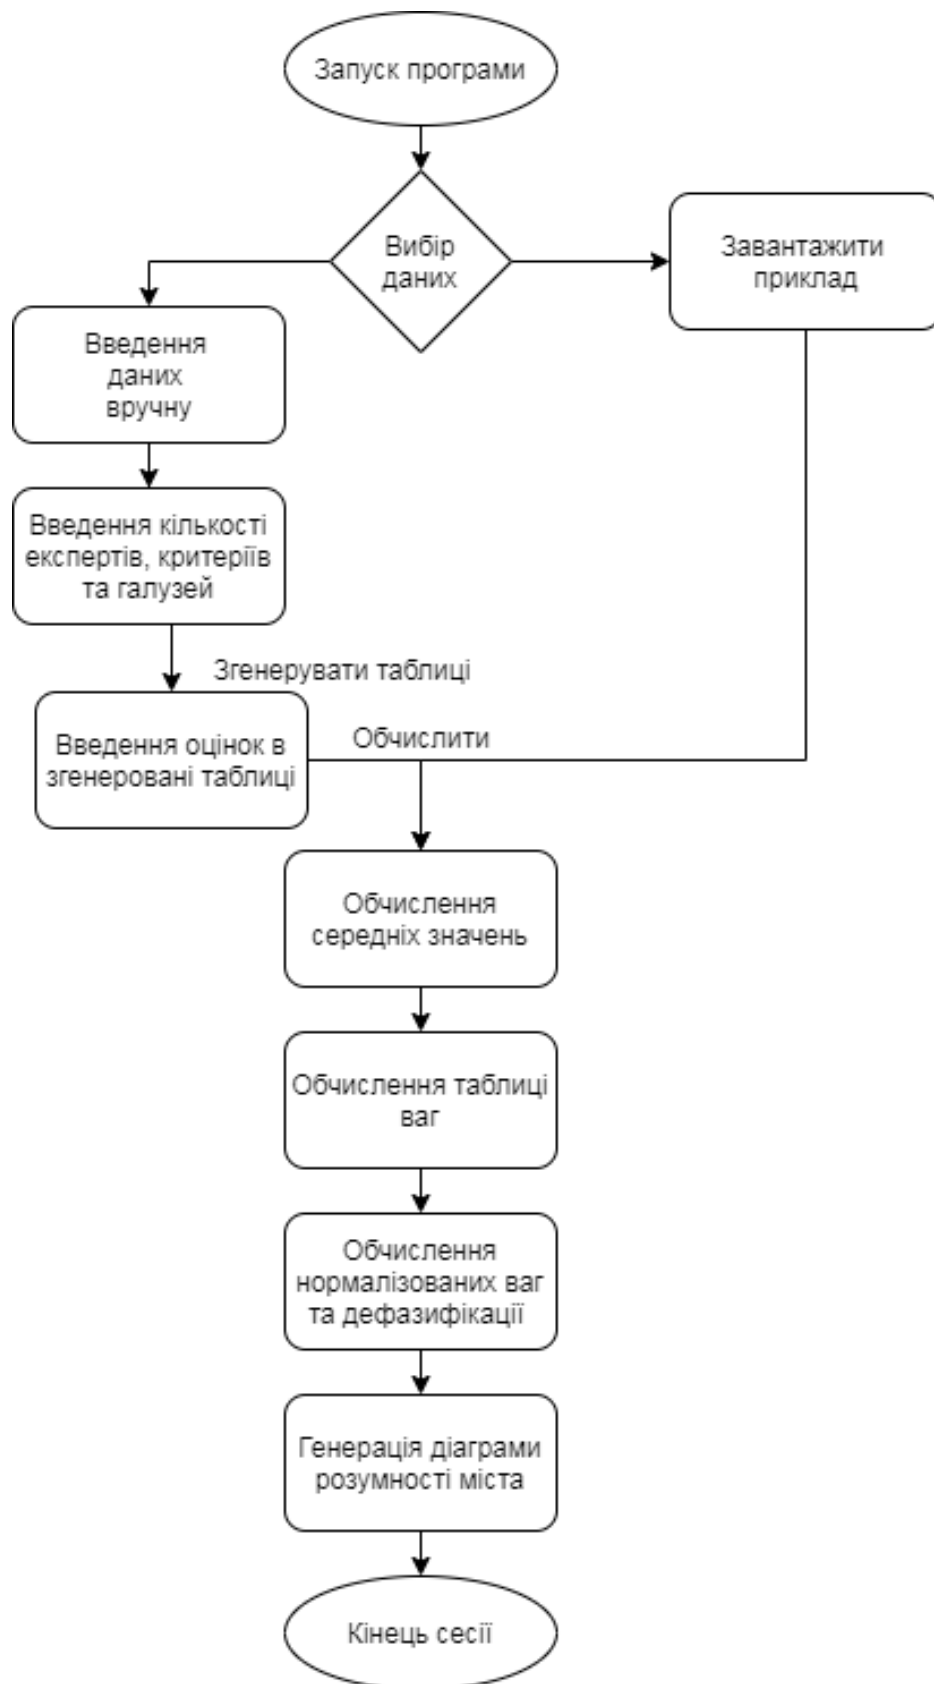 Запуск програми
Вибір
даних
Завантажити
приклад
Введення
даних
вручну
Введення кількості
експертів, критеріїв
та галузей
Згенерувати таблиці
Введення оцінок в
згенеровані таблиці
Обчислити
Обчислення
середніх значень
Обчислення таблиці
ваг
Обчислення
нормалізованих ваг
та дефазифікації
Генерація діаграми
розумності міста
Кінець сесії